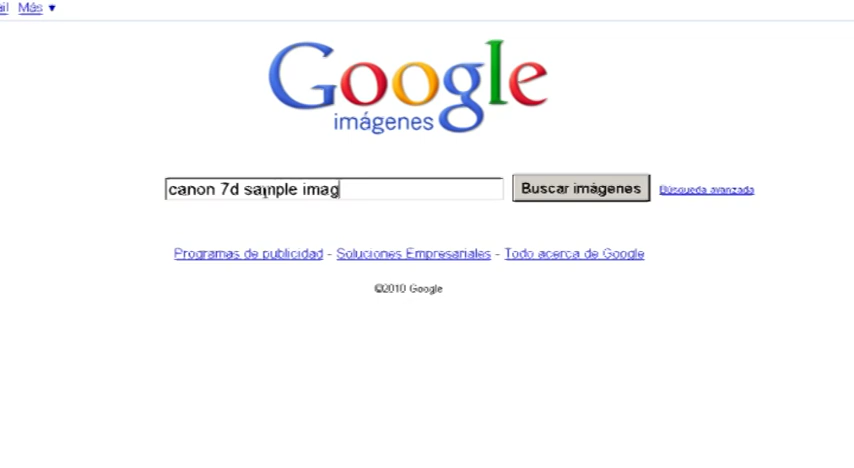 Más ▼
Google
imágenes
canon 7d sample imag
Buscar imágenes
Búsqueda avanzada
Programas de publicidad - Soluciones Empresariales - Todo acerca de Google
©2010 Google